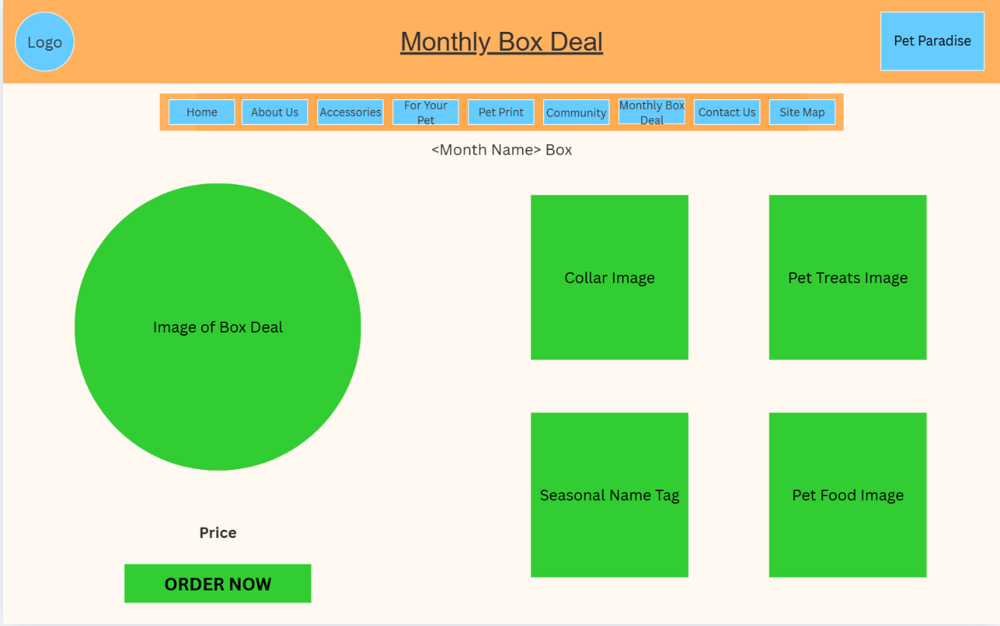 Logo
Monthly Box Deal
Pet Paradise
Home
About Us
Accessories
For Your
Pet
Pet Print
Community
Monthly Box
Deal
Contact Us
Site Map
<Month Name> Box
Image of Box Deal
Collar Image
Pet Treats Image
Seasonal Name Tag
Pet Food Image
Price
ORDER NOW